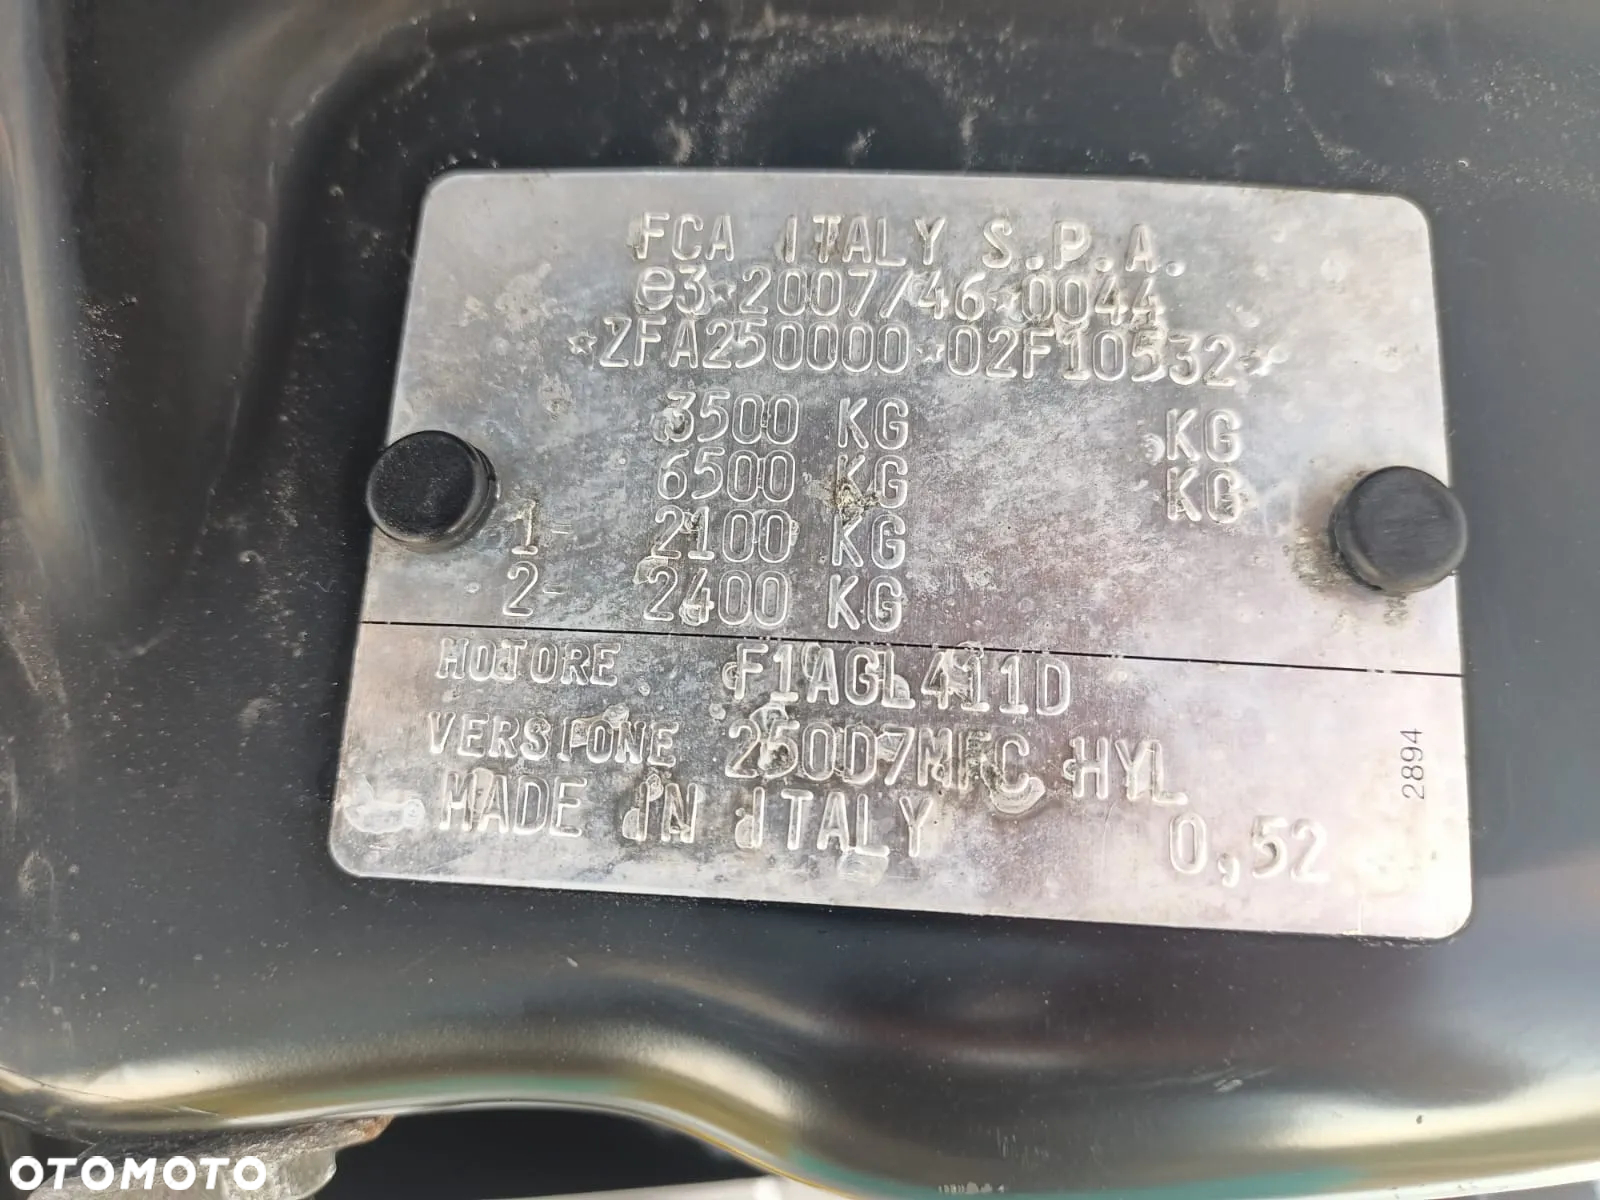 FCA ITALY S.P.A.
e3*2007/46*0044
*ZFA250000*02F10532*
3500 KG KG
6500 KG KG
1- 2100 KG
2- 2400 KG
MOTORE F1AGL411D
VERSIONE 250D7MFC HYL
MADE IN ITALY 0,52
2894
OTOMOTO